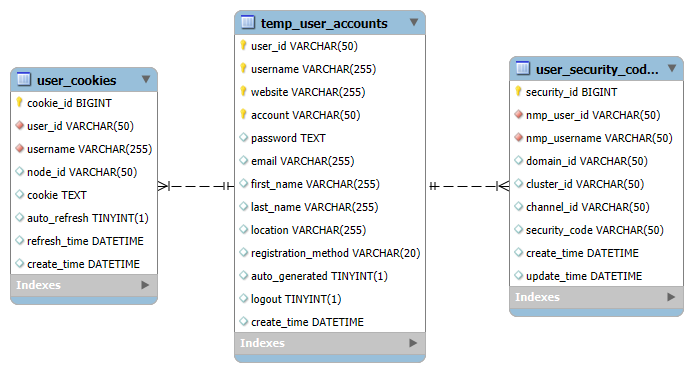 user_cookies
cookie_id BIGINT
user_id VARCHAR(50)
username VARCHAR(255)
node_id VARCHAR(50)
cookie TEXT
auto_refresh TINYINT(1)
refresh_time DATETIME
create_time DATETIME
Indexes
temp_user_accounts
user_id VARCHAR(50)
username VARCHAR(255)
website VARCHAR(255)
account VARCHAR(50)
password TEXT
email VARCHAR(255)
first_name VARCHAR(255)
last_name VARCHAR(255)
location VARCHAR(255)
registration_method VARCHAR(20)
auto_generated TINYINT(1)
logout TINYINT(1)
create_time DATETIME
Indexes
user_security_cod...
security_id BIGINT
nmp_user_id VARCHAR(50)
nmp_username VARCHAR(50)
domain_id VARCHAR(50)
cluster_id VARCHAR(50)
channel_id VARCHAR(50)
security_code VARCHAR(50)
create_time DATETIME
update_time DATETIME
Indexes